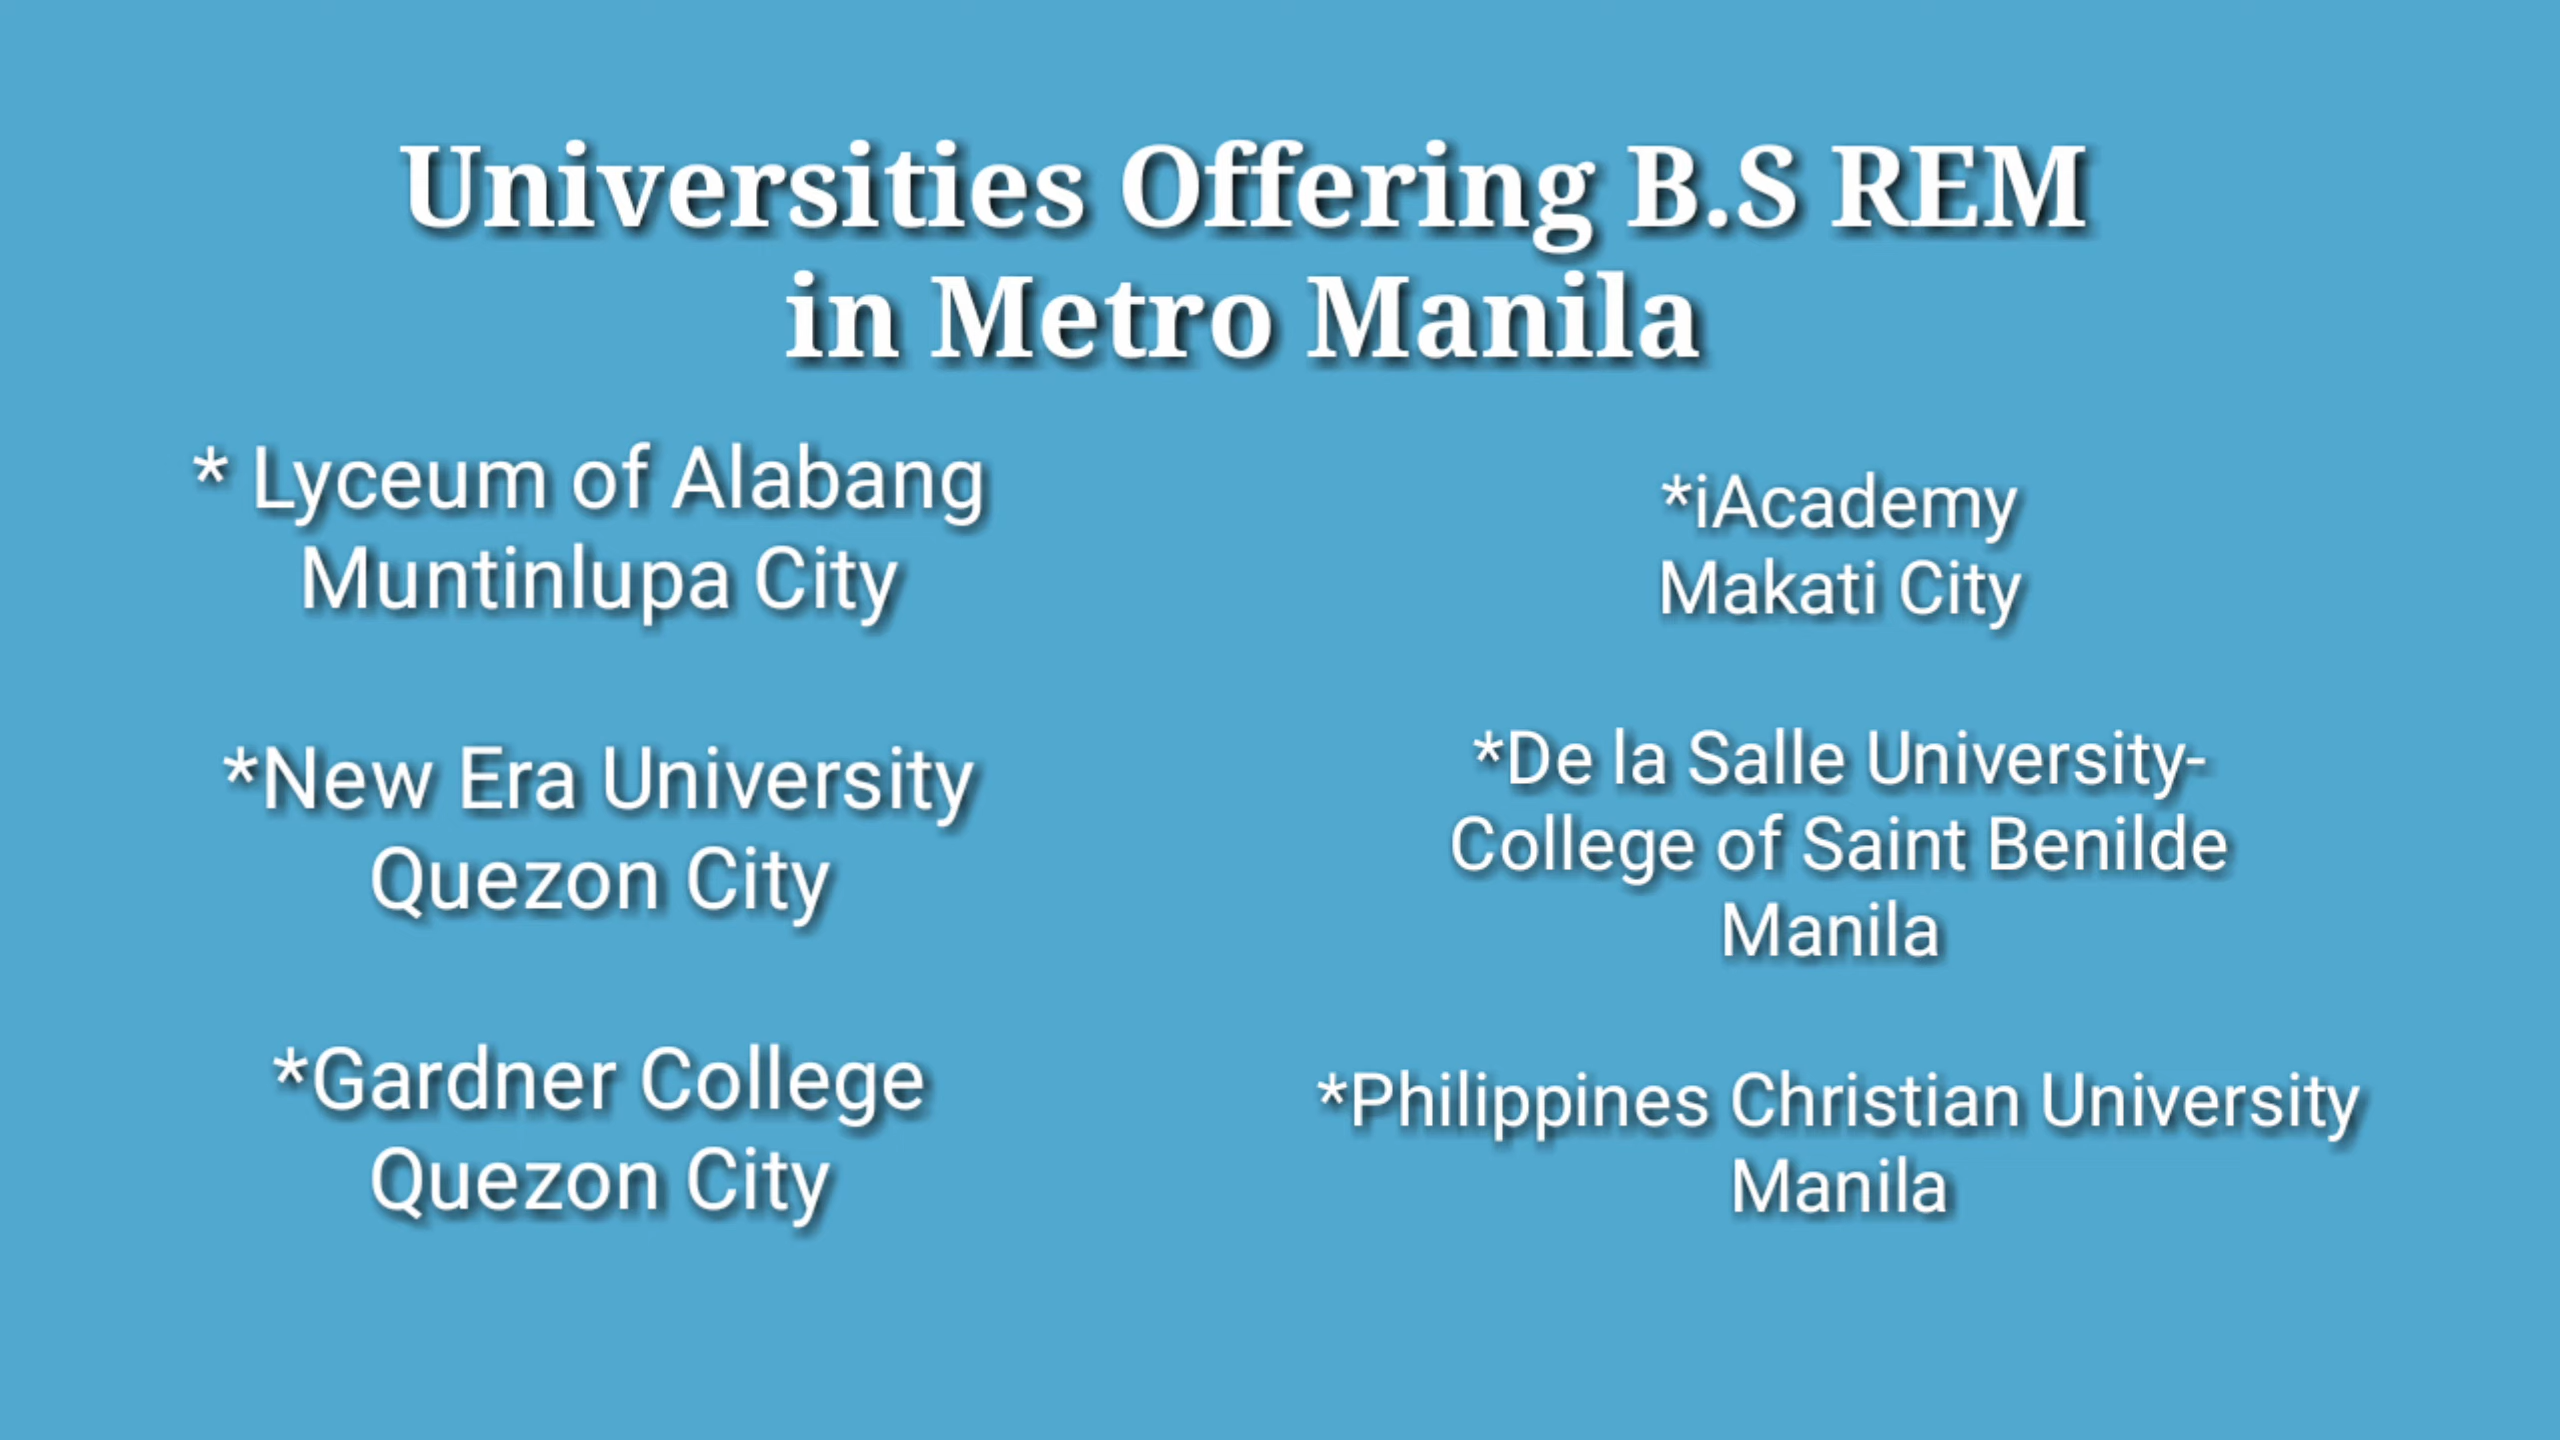 Universities Offering B.S REM
in Metro Manila
* Lyceum of Alabang
Muntinlupa City
*New Era University
Quezon City
*Gardner College
Quezon City
*iAcademy
Makati City
*De la Salle University-
College of Saint Benilde
Manila
*Philippines Christian University
Manila